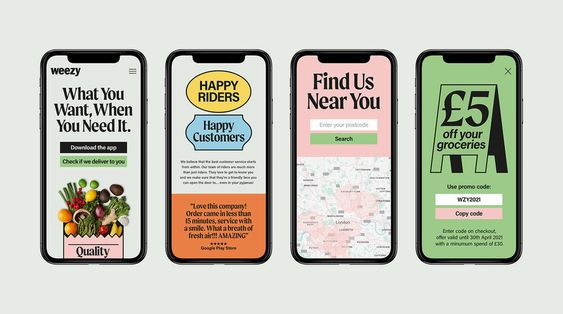 weezy
What You
Want, When
You Need It.
Download the app
Check if we deliver to you
Quality
HAPPY
RIDERS
Happy
Customers
We believe that the best customer service starts
from within. Our team of riders are much more
than just riders. They love to get to know you
and we make sure that they're a friendly face you
can open the door to... even in your pyjamas!
"Love this company!
Order came in less than
15 minutes, service with
a smile. What a breath of
fresh air!!! AMAZING"
★★★★★
Google Play Store
Find Us
Near You
Enter your postcode
Search
London
£5
off your
groceries
Use promo code:
WZY2021
Copy code
Enter code on checkout,
offer valid until 30th April 2021
with a minumum spend of £30.